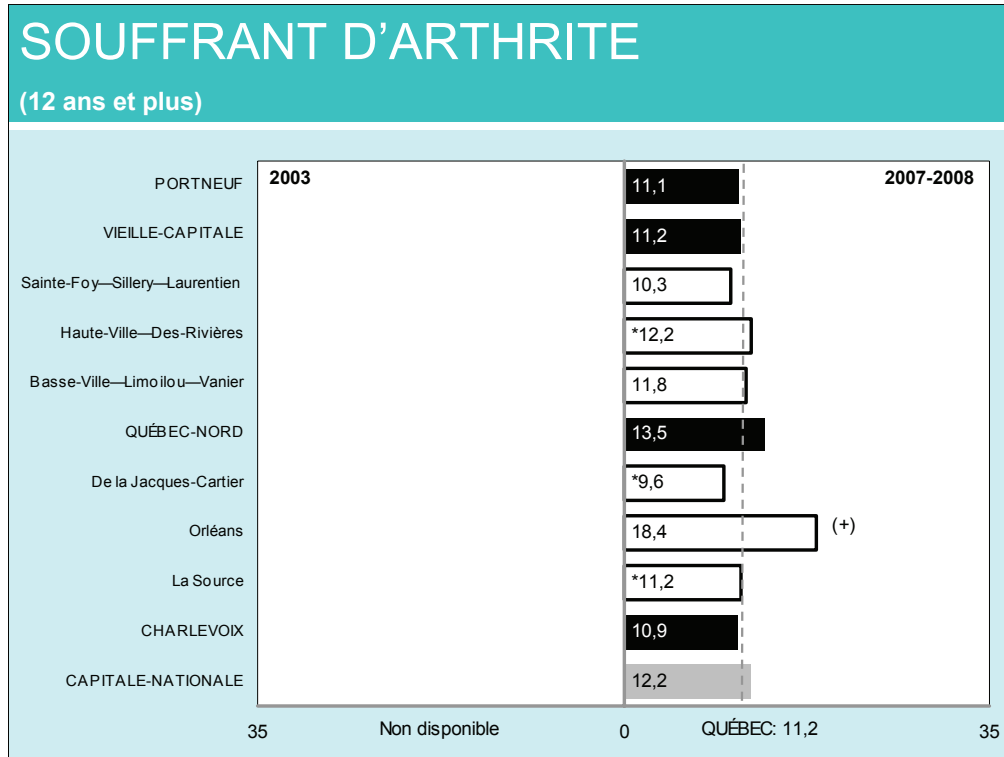 SOUFFRANT D'ARTHRITE
(12 ans et plus)
2003 2007-2008
PORTNEUF 11,1
VIEILLE-CAPITALE 11,2
Sainte-Foy—Sillery—Laurentien 10,3
Haute-Ville—Des-Rivières *12,2
Basse-Ville—Limoilou—Vanier 11,8
QUÉBEC-NORD 13,5
De la Jacques-Cartier *9,6
Orléans 18,4 (+)
La Source *11,2
CHARLEVOIX 10,9
CAPITALE-NATIONALE 12,2
35 Non disponible 0 QUÉBEC: 11,2 35